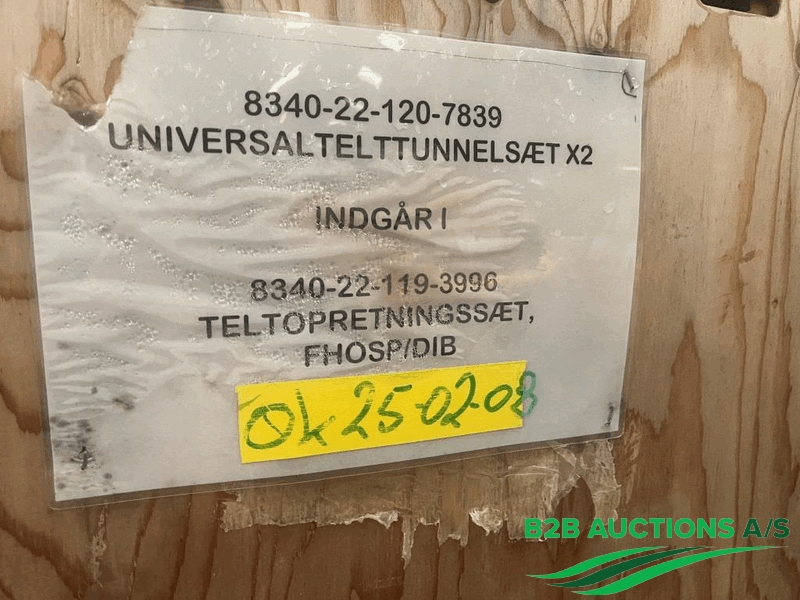 8340-22-120-7839
UNIVERSALTELTTUNNELSÆT X2
INDGÅR I
8340-22-119-3996
TELTOPRETNINGSSÆT,
FHOSP/DIB
Ok 25-02-08
B2B AUCTIONS A/S